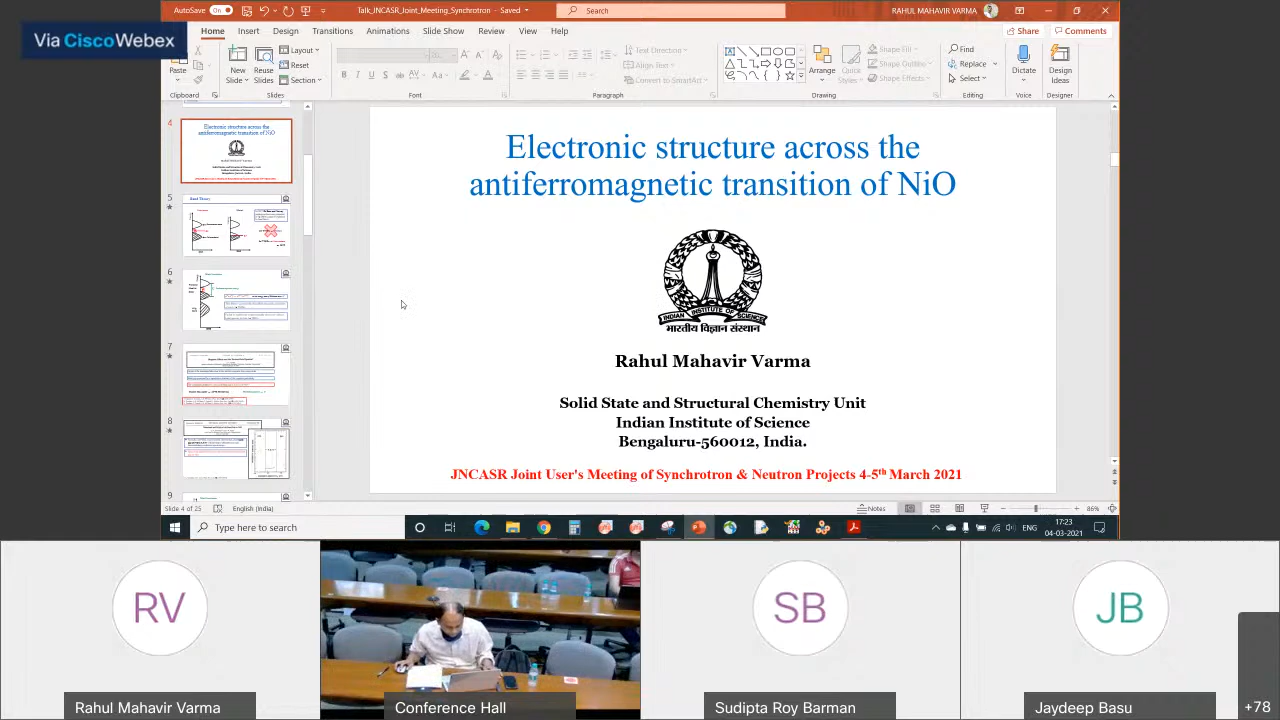 Via Cisco Webex
AutoSave On
Talk_JNCASR_Joint_Meeting_Synchrotron - Saved
Search
RAHUL MAHAVIR VARMA
Home Insert Design Transitions Animations Slide Show Review View Help
Share Comments
Paste
New Slide
Reuse Slides
Layout
Reset
Section
Text Direction
Align Text
Convert to SmartArt
Arrange
Quick Styles
Shape Fill
Shape Outline
Shape Effects
Find
Replace
Select
Dictate
Design Ideas
Clipboard Slides Font Paragraph Drawing Editing Voice Designer
4
5
6
7
8
9
Electronic structure across the
antiferromagnetic transition of NiO
INDIAN INSTITUTE OF SCIENCE
भारतीय विज्ञान संस्थान
Rahul Mahavir Varma
Solid State and Structural Chemistry Unit
Indian Institute of Science
Bengaluru-560012, India.
JNCASR Joint User's Meeting of Synchrotron & Neutron Projects 4-5th March 2021
Slide 4 of 25 English (India)
Notes
86%
Type here to search
ENG
17:23
04-03-2021
RV
SB
JB
Rahul Mahavir Varma
Conference Hall
Sudipta Roy Barman
Jaydeep Basu
+78